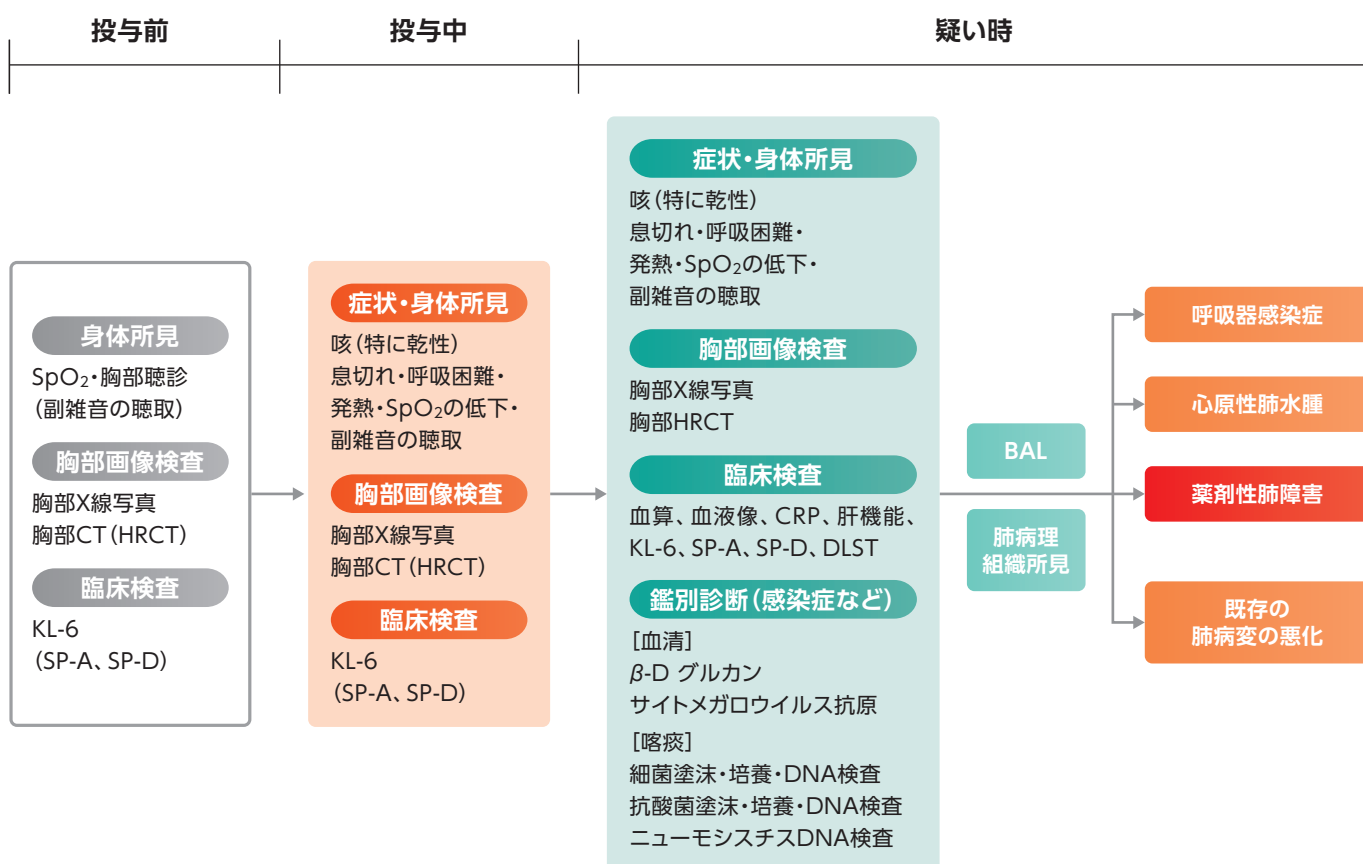 投与前
投与中
疑い時
身体所見
SpO₂・胸部聴診
(副雑音の聴取)
胸部画像検査
胸部X線写真
胸部CT(HRCT)
臨床検査
KL-6
(SP-A、SP-D)
症状・身体所見
咳(特に乾性)
息切れ・呼吸困難・
発熱・SpO₂の低下・
副雑音の聴取
胸部画像検査
胸部X線写真
胸部CT(HRCT)
臨床検査
KL-6
(SP-A、SP-D)
症状・身体所見
咳(特に乾性)
息切れ・呼吸困難・
発熱・SpO₂の低下・
副雑音の聴取
胸部画像検査
胸部X線写真
胸部HRCT
臨床検査
血算、血液像、CRP、肝機能、
KL-6、SP-A、SP-D、DLST
鑑別診断(感染症など)
[血清]
β-D グルカン
サイトメガロウイルス抗原
[喀痰]
細菌塗沫・培養・DNA検査
抗酸菌塗沫・培養・DNA検査
ニューモシスチスDNA検査
BAL
肺病理
組織所見
呼吸器感染症
心原性肺水腫
薬剤性肺障害
既存の
肺病変の悪化